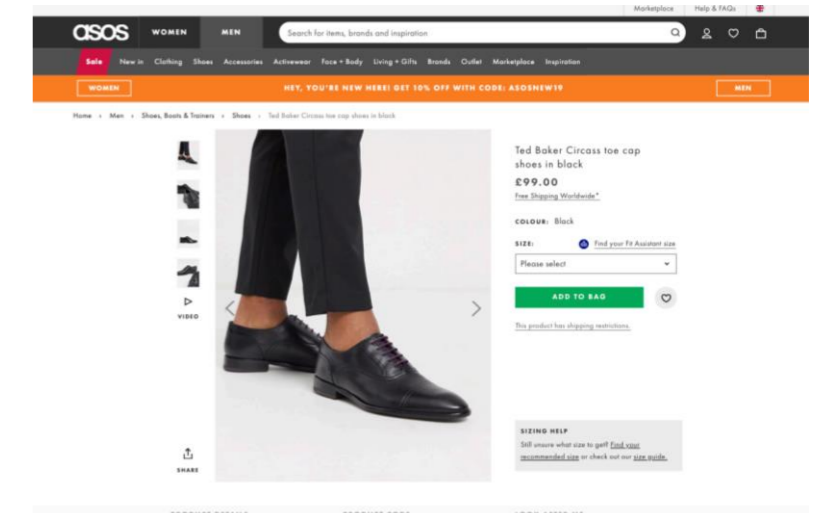 Marketplace Help & FAQs
asos WOMEN MEN Search for items, brands and inspiration
Sale New in Clothing Shoes Accessories Activewear Face + Body Living + Gifts Brands Outlet Marketplace Inspiration
WOMEN HEY, YOU'RE NEW HERE! GET 10% OFF WITH CODE: ASOSNEW19 MEN
Home › Men › Shoes, Boots & Trainers › Shoes › Ted Baker Circass toe cap shoes in black
Ted Baker Circass toe cap
shoes in black
£99.00
Free Shipping Worldwide*
COLOUR: Black
SIZE: Find your Fit Assistant size
Please select
ADD TO BAG
VIDEO
This product has shipping restrictions.
SIZING HELP
Still unsure what size to get? Find your
recommended size or check out our size guide.
SHARE